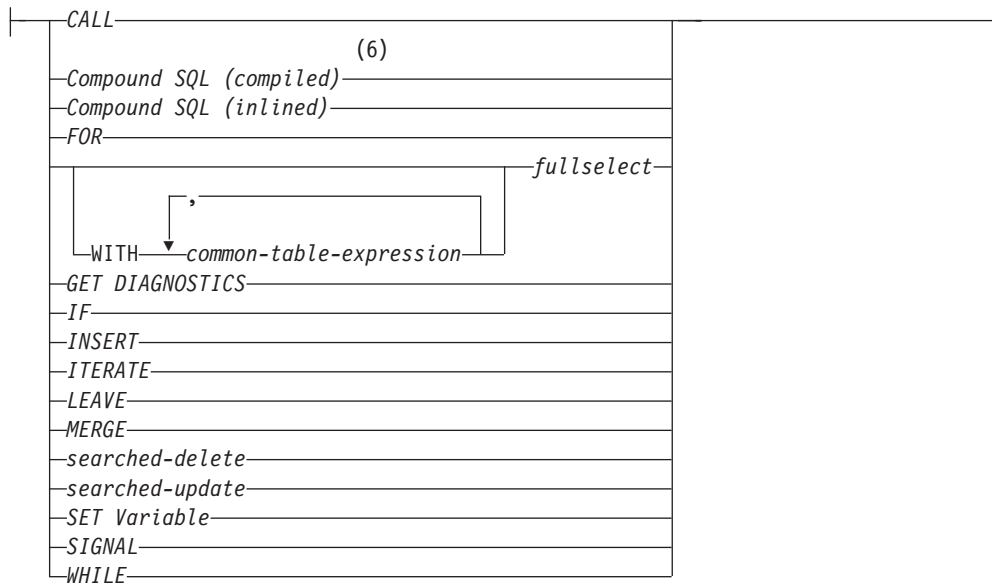 CALL
(6)
Compound SQL (compiled)
Compound SQL (inlined)
FOR
fullselect
,
WITH common-table-expression
GET DIAGNOSTICS
IF
INSERT
ITERATE
LEAVE
MERGE
searched-delete
searched-update
SET Variable
SIGNAL
WHILE